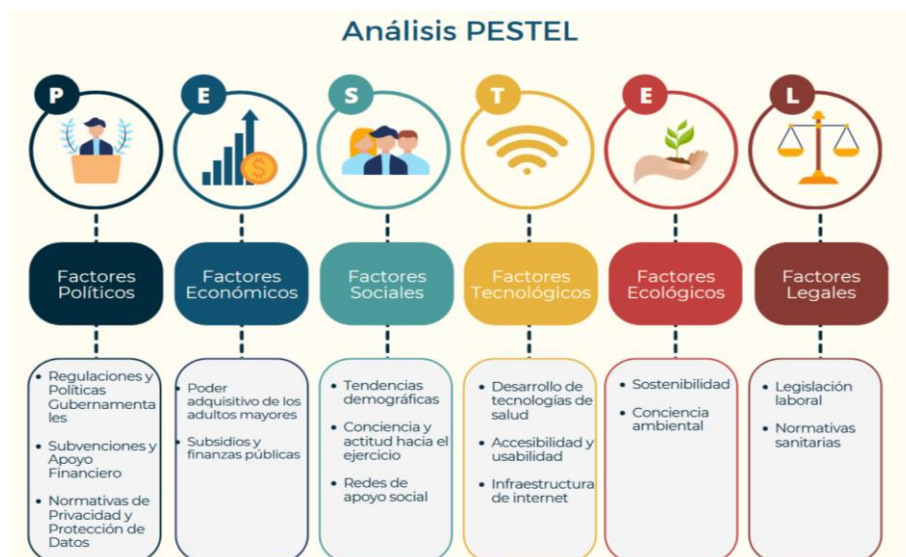 Análisis PESTEL
P
E
S
T
E
L
Factores
Políticos
Factores
Económicos
Factores
Sociales
Factores
Tecnológicos
Factores
Ecológicos
Factores
Legales
• Regulaciones y
Políticas
Gubernamenta
les
• Subvenciones y
Apoyo
Financiero
• Normativas de
Privacidad y
Protección de
Datos
• Poder
adquisitivo de los
adultos mayores
• Subsidios y
finanzas públicas
• Tendencias
demográficas
• Conciencia y
actitud hacia el
ejercicio
• Redes de
apoyo social
• Desarrollo de
tecnologías de
salud
• Accesibilidad y
usabilidad
• Infraestructura
de internet
• Sostenibilidad
• Conciencia
ambiental
• Legislación
laboral
• Normativas
sanitarias